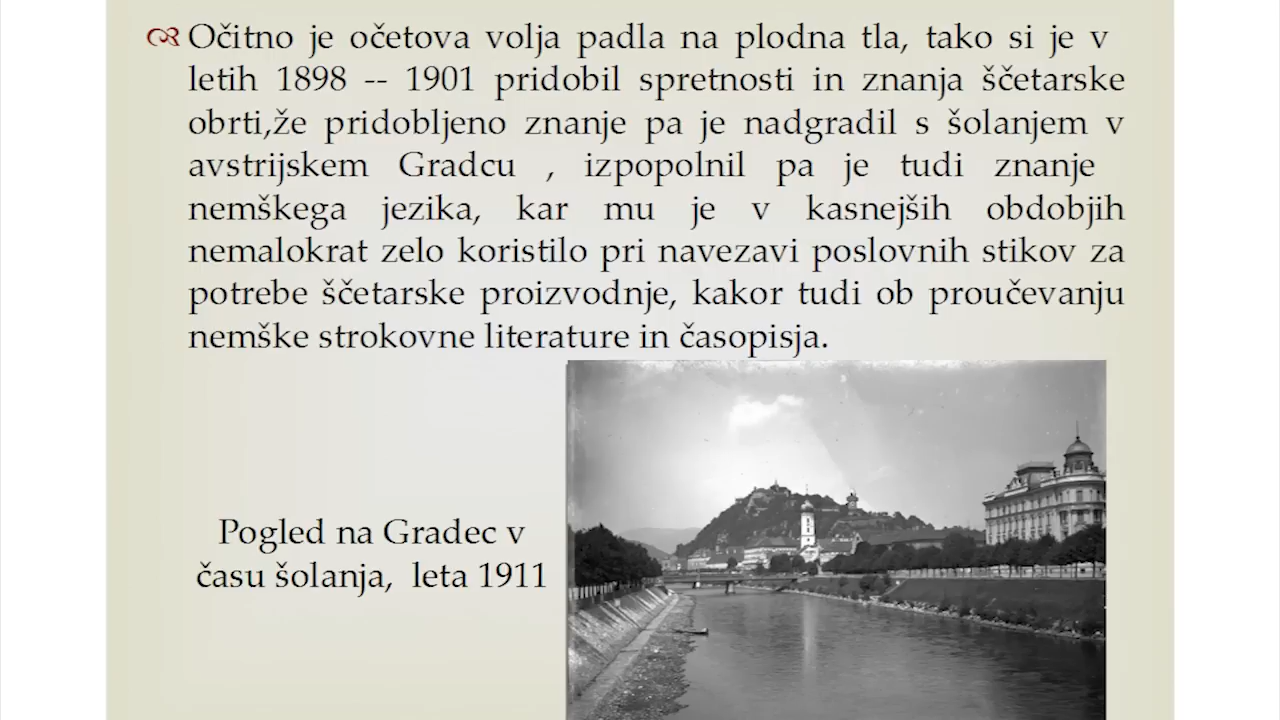 Očitno je očetova volja padla na plodna tla, tako si je v
letih 1898 -- 1901 pridobil spretnosti in znanja ščetarske
obrti,že pridobljeno znanje pa je nadgradil s šolanjem v
avstrijskem Gradcu , izpopolnil pa je tudi znanje
nemškega jezika, kar mu je v kasnejših obdobjih
nemalokrat zelo koristilo pri navezavi poslovnih stikov za
potrebe ščetarske proizvodnje, kakor tudi ob proučevanju
nemške strokovne literature in časopisja.
Pogled na Gradec v
času šolanja, leta 1911